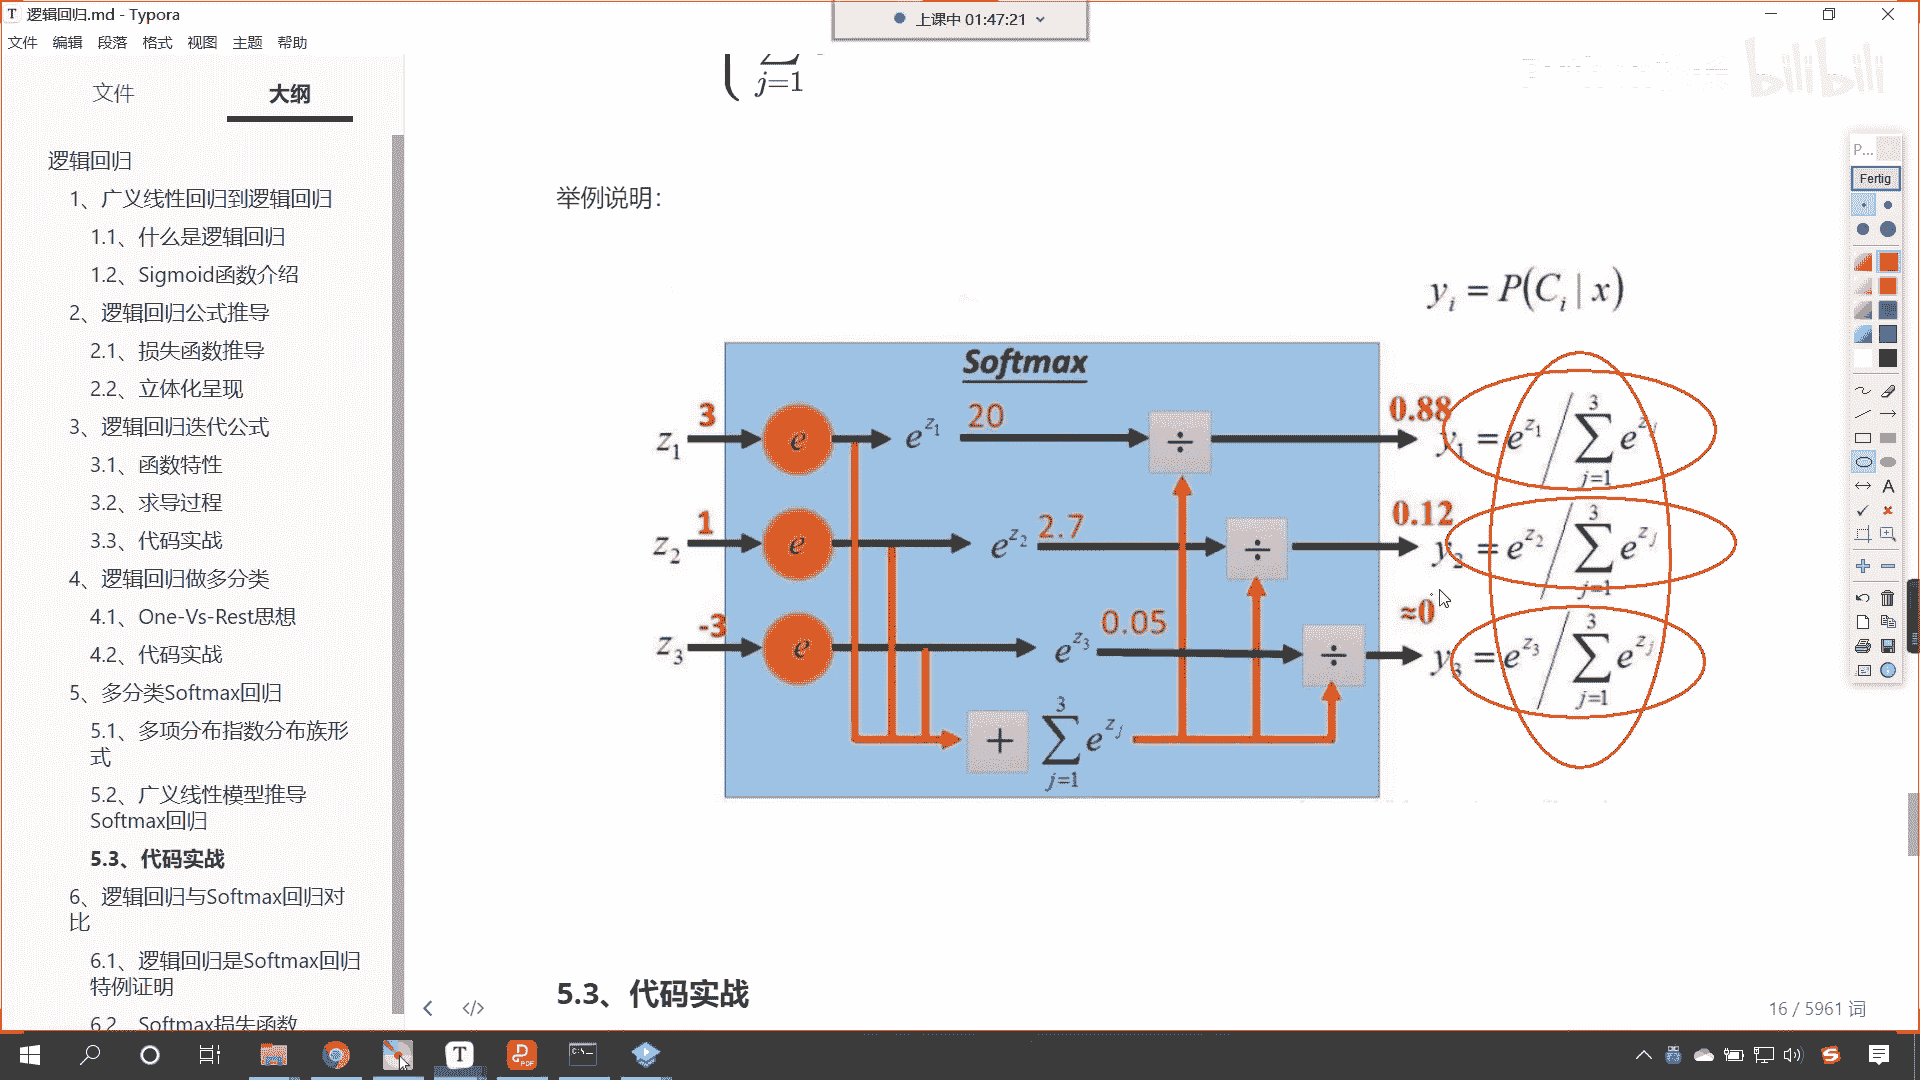 逻辑回归.md - Typora
上课中 01:47:21
文件 编辑 段落 格式 视图 主题 帮助
文件 大纲
逻辑回归
1、广义线性回归到逻辑回归
1.1、什么是逻辑回归
1.2、Sigmoid函数介绍
2、逻辑回归公式推导
2.1、损失函数推导
2.2、立体化呈现
3、逻辑回归迭代公式
3.1、函数特性
3.2、求导过程
3.3、代码实战
4、逻辑回归做多分类
4.1、One-Vs-Rest思想
4.2、代码实战
5、多分类Softmax回归
5.1、多项分布指数分布族形
式
5.2、广义线性模型推导
Softmax回归
5.3、代码实战
6、逻辑回归与Softmax回归对
比
6.1、逻辑回归是Softmax回归
特例证明
6.2、Softmax损失函数
j=1
举例说明：
y_i = P(C_i | x)
Softmax
z_1 3 e e^{z_1} 20 ÷ 0.88 y_1 = e^{z_1} / ∑_{j=1}^{3} e^{z_j}
z_2 1 e e^{z_2} 2.7 ÷ 0.12 y_2 = e^{z_2} / ∑_{j=1}^{3} e^{z_j}
z_3 -3 e e^{z_3} 0.05 ÷ ≈0 y_3 = e^{z_3} / ∑_{j=1}^{3} e^{z_j}
+ ∑_{j=1}^{3} e^{z_j}
5.3、代码实战
16 / 5961 词
bilibili
P...
Fertig
A